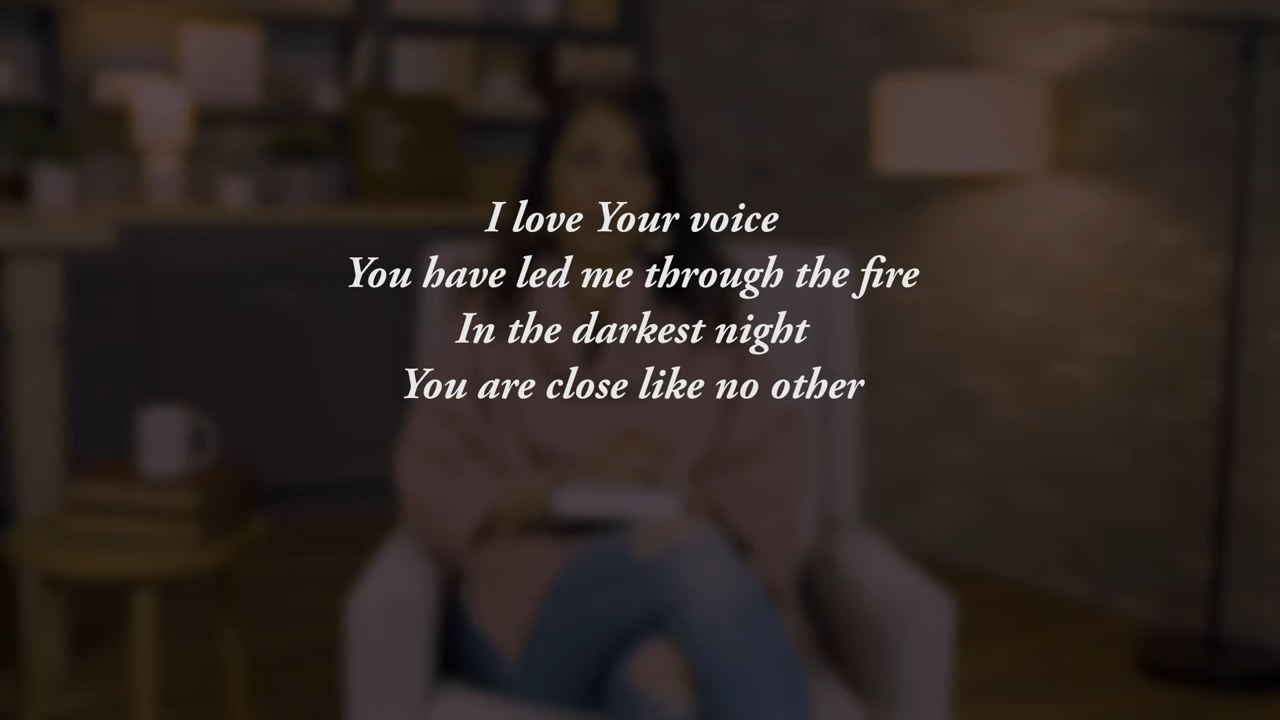 I love Your voice
You have led me through the fire
In the darkest night
You are close like no other